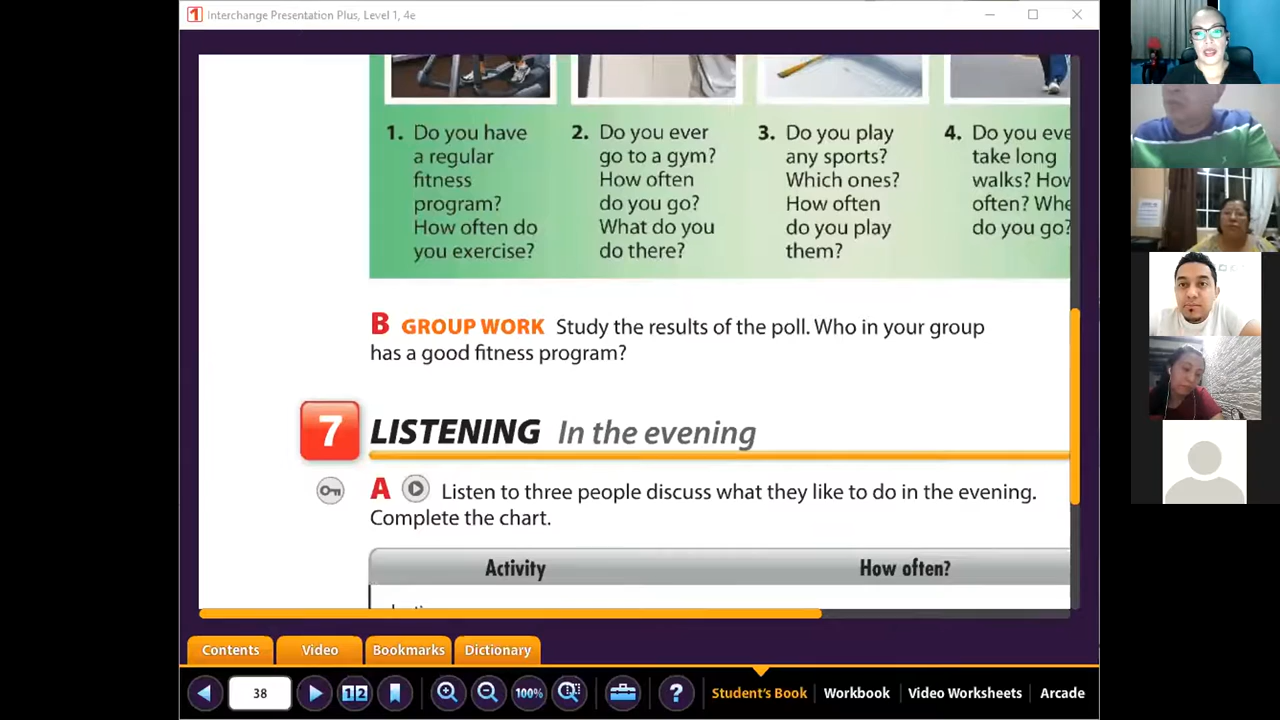 Interchange Presentation Plus, Level 1, 4e
1. Do you have
a regular
fitness
program?
How often do
you exercise?
2. Do you ever
go to a gym?
How often
do you go?
What do you
do there?
3. Do you play
any sports?
Which ones?
How often
do you play
them?
4. Do you eve
take long
walks? How
often? Whe
do you go?
B GROUP WORK Study the results of the poll. Who in your group
has a good fitness program?
7 LISTENING In the evening
A Listen to three people discuss what they like to do in the evening.
Complete the chart.
Activity How often?
Contents Video Bookmarks Dictionary
38 1 2 100% ? Student's Book Workbook Video Worksheets Arcade